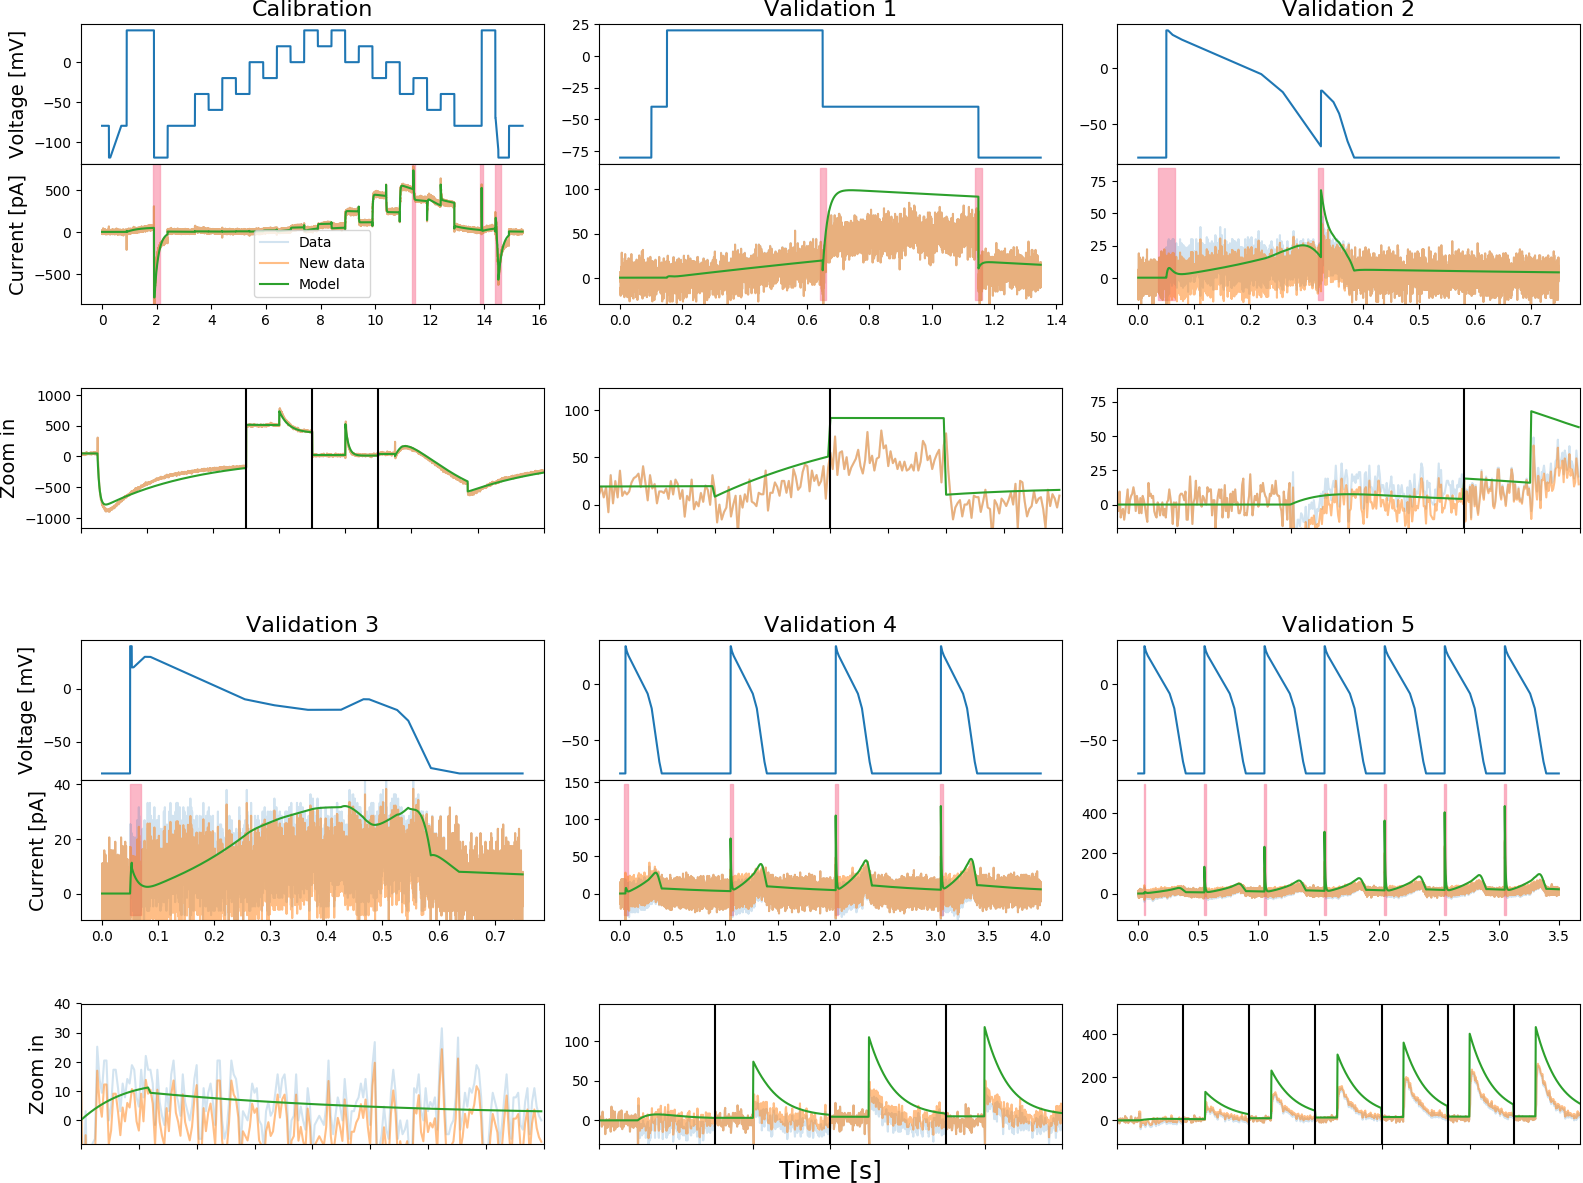 Calibration
Validation 1
Validation 2
Voltage [mV]
0
−50
−100
25
0
−25
−50
−75
0
−50
Current [pA]
500
0
−500
Data
New data
Model
100
50
0
75
50
25
0
0 2 4 6 8 10 12 14 16
0.0 0.2 0.4 0.6 0.8 1.0 1.2 1.4
0.0 0.1 0.2 0.3 0.4 0.5 0.6 0.7
Zoom in
1000
500
0
−500
−1000
100
50
0
75
50
25
0
Validation 3
Validation 4
Validation 5
Voltage [mV]
0
−50
0
−50
0
−50
Current [pA]
40
20
0
150
100
50
0
400
200
0
0.0 0.1 0.2 0.3 0.4 0.5 0.6 0.7
0.0 0.5 1.0 1.5 2.0 2.5 3.0 3.5 4.0
0.0 0.5 1.0 1.5 2.0 2.5 3.0 3.5
Zoom in
40
30
20
10
0
100
50
0
400
200
0
Time [s]